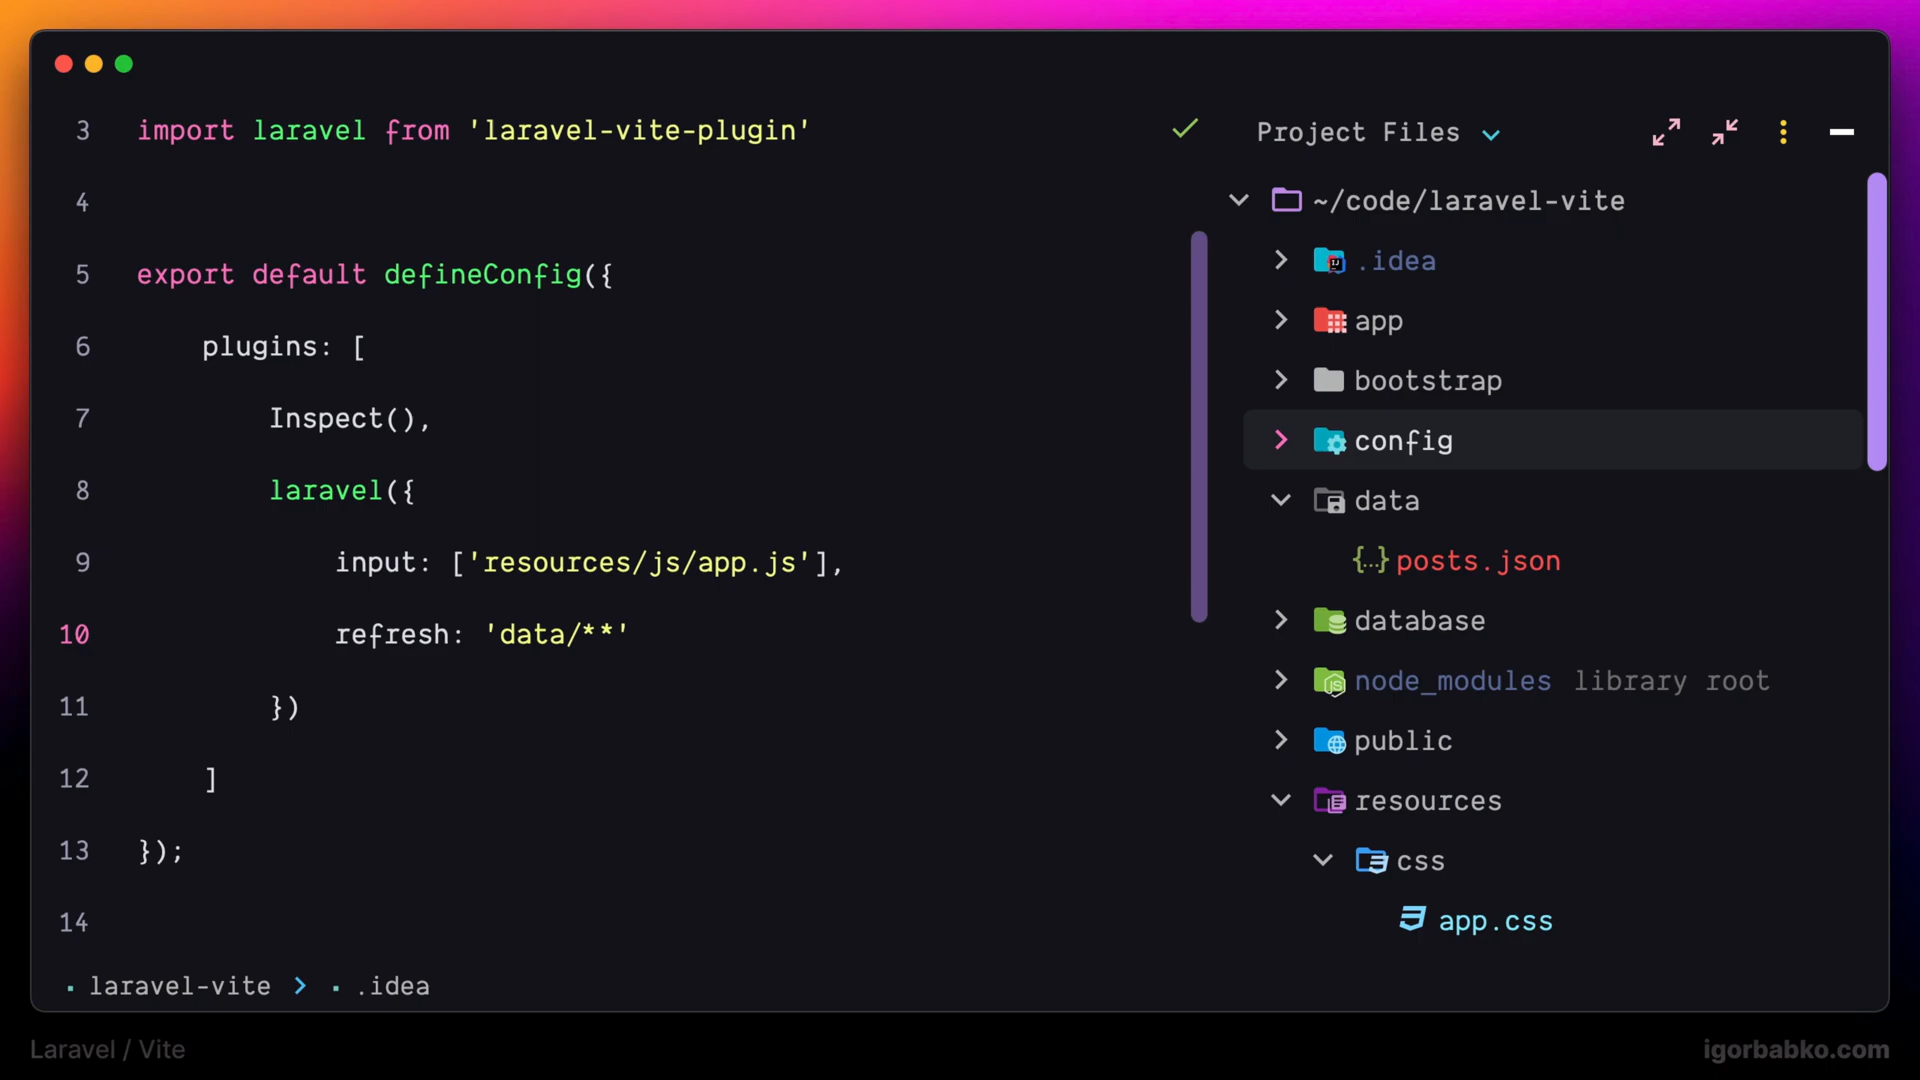 3 import laravel from 'laravel-vite-plugin'
4
5 export default defineConfig({
6 plugins: [
7 Inspect(),
8 laravel({
9 input: ['resources/js/app.js'],
10 refresh: 'data/**'
11 })
12 ]
13 });
14
laravel-vite > .idea
Project Files
~/code/laravel-vite
.idea
app
bootstrap
config
data
{..} posts.json
database
node_modules library root
public
resources
css
app.css
Laravel / Vite
igorbabko.com